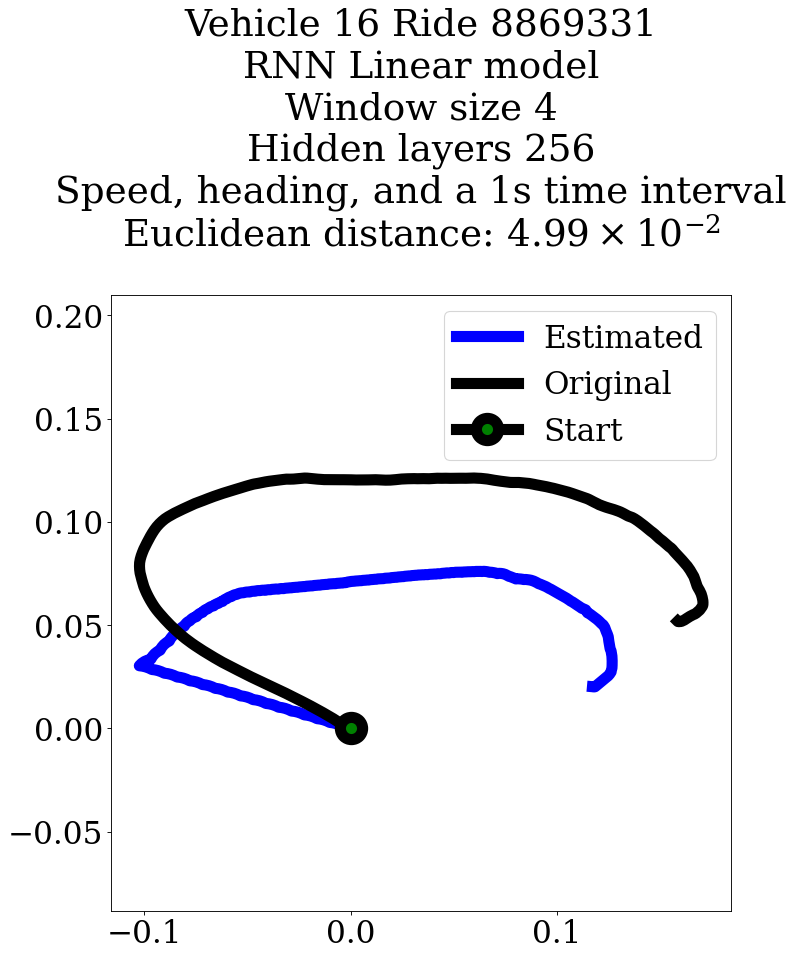 Vehicle 16 Ride 8869331
RNN Linear model
Window size 4
Hidden layers 256
Speed, heading, and a 1s time interval
Euclidean distance: 4.99 × 10⁻²
Estimated
Original
Start
0.20
0.15
0.10
0.05
0.00
−0.05
−0.1 0.0 0.1